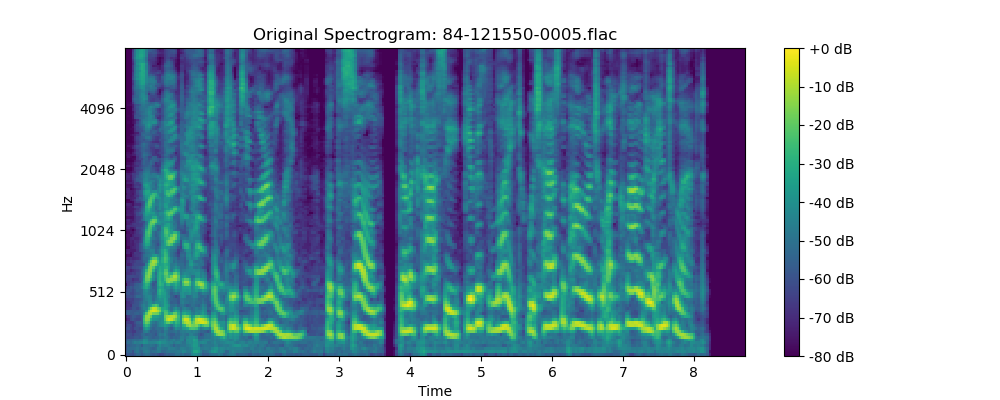 Original Spectrogram: 84-121550-0005.flac
Hz
4096
2048
1024
512
0
0 1 2 3 4 5 6 7 8
Time
+0 dB
-10 dB
-20 dB
-30 dB
-40 dB
-50 dB
-60 dB
-70 dB
-80 dB